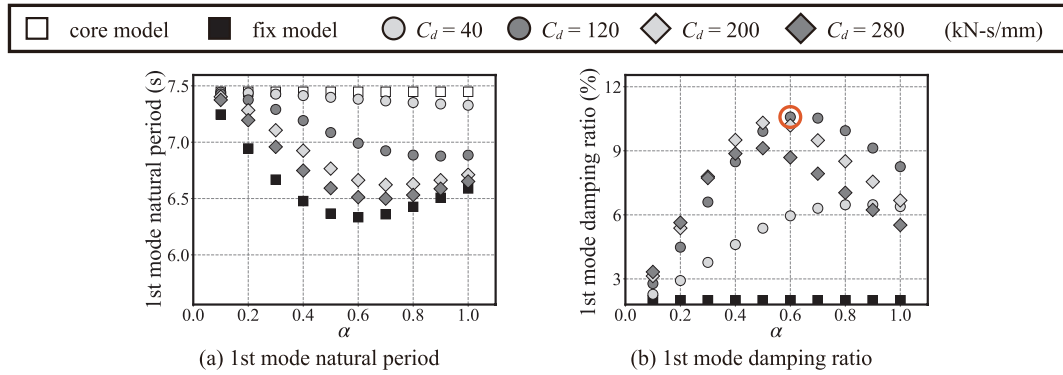 core model fix model C_d = 40 C_d = 120 C_d = 200 C_d = 280 (kN-s/mm)
1st mode natural period (s)
7.5
7.0
6.5
6.0
0.0 0.2 0.4 0.6 0.8 1.0
α
(a) 1st mode natural period
1st mode damping ratio (%)
12
9
6
3
0.0 0.2 0.4 0.6 0.8 1.0
α
(b) 1st mode damping ratio